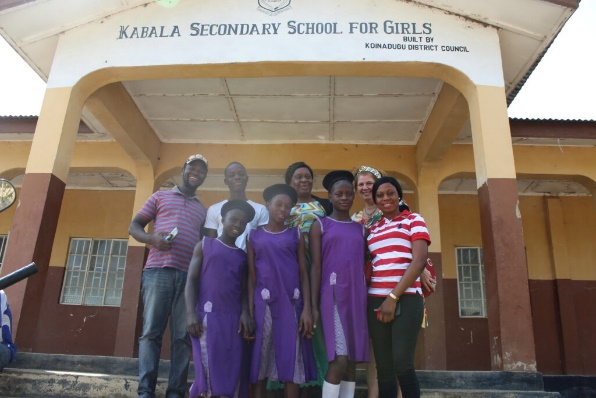 KABALA SECONDARY SCHOOL FOR GIRLS
BUILT BY
KOINADUGU DISTRICT COUNCIL